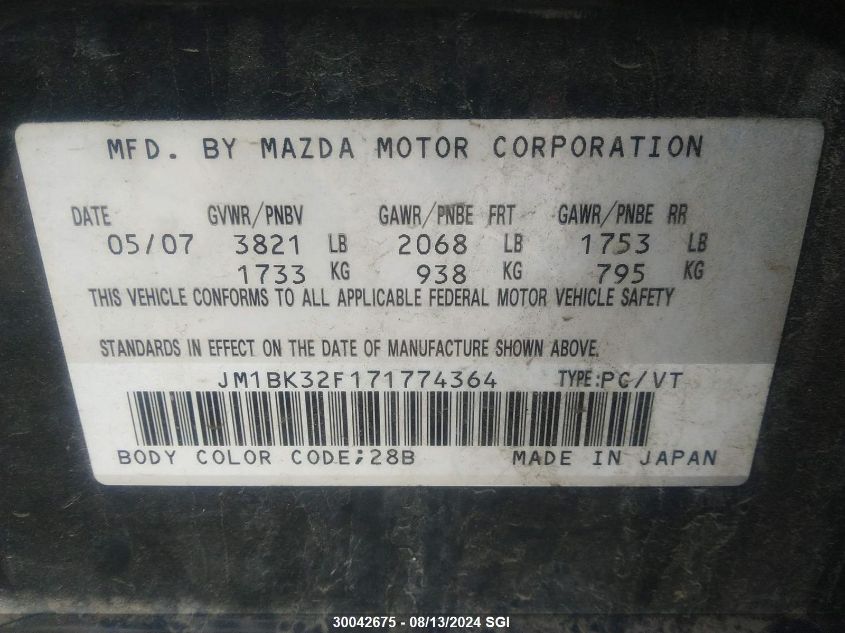 MFD. BY MAZDA MOTOR CORPORATION
DATE GVWR/PNBV GAWR/PNBE FRT GAWR/PNBE RR
05/07 3821 LB 2068 LB 1753 LB
1733 KG 938 KG 795 KG
THIS VEHICLE CONFORMS TO ALL APPLICABLE FEDERAL MOTOR VEHICLE SAFETY
STANDARDS IN EFFECT ON THE DATE OF MANUFACTURE SHOWN ABOVE.
JM1BK32F171774364 TYPE:PC/VT
BODY COLOR CODE;28B MADE IN JAPAN
30042675 - 08/13/2024 SGI